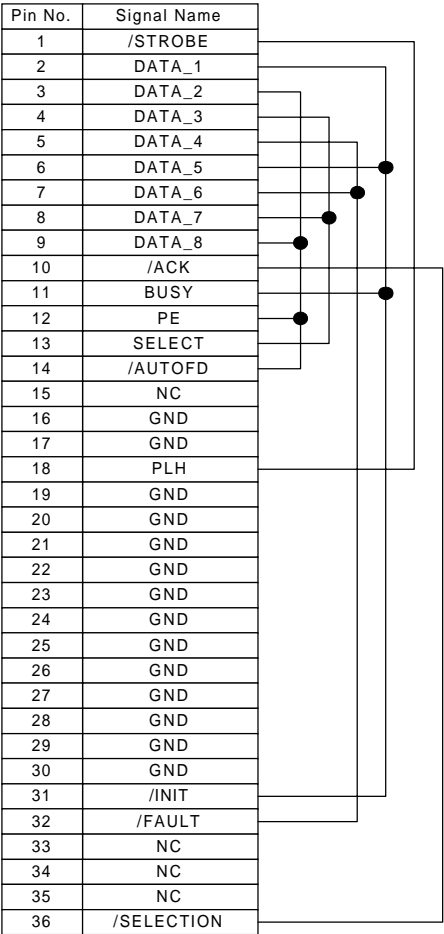 Pin No. Signal Name
1 /STROBE
2 DATA_1
3 DATA_2
4 DATA_3
5 DATA_4
6 DATA_5
7 DATA_6
8 DATA_7
9 DATA_8
10 /ACK
11 BUSY
12 PE
13 SELECT
14 /AUTOFD
15 NC
16 GND
17 GND
18 PLH
19 GND
20 GND
21 GND
22 GND
23 GND
24 GND
25 GND
26 GND
27 GND
28 GND
29 GND
30 GND
31 /INIT
32 /FAULT
33 NC
34 NC
35 NC
36 /SELECTION